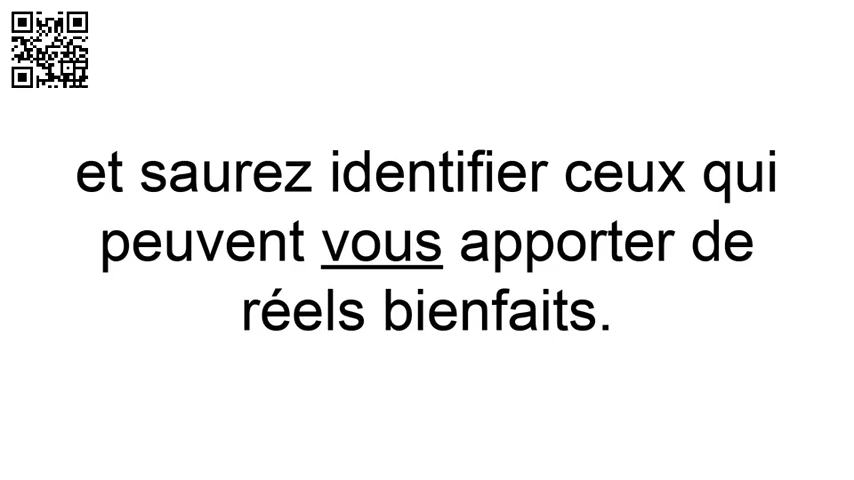 et saurez identifier ceux qui
peuvent vous apporter de
réels bienfaits.